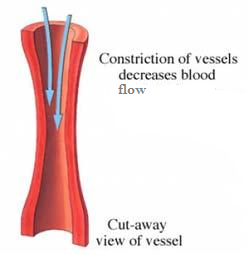 Constriction of vessels
decreases blood
flow
Cut-away
view of vessel